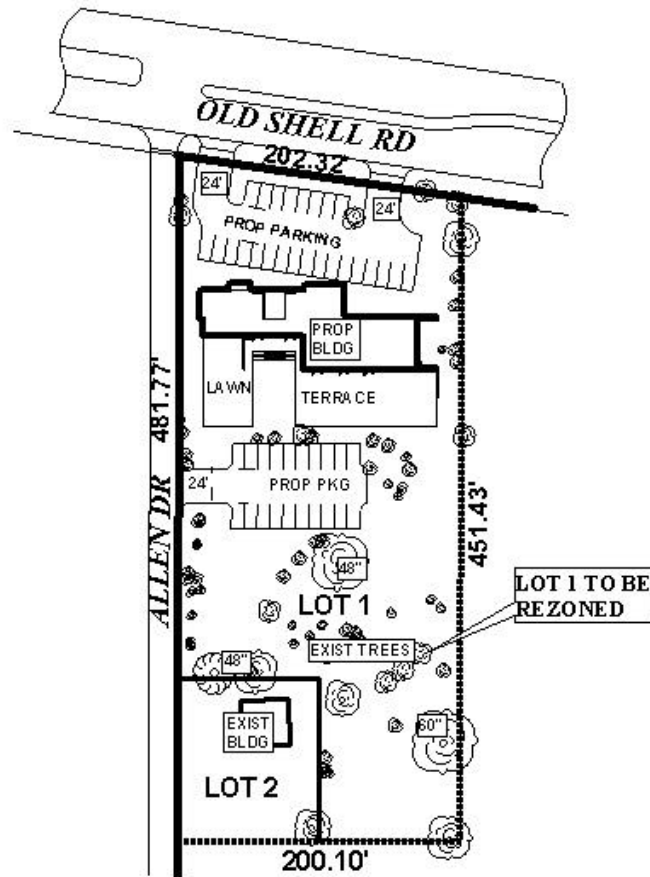 OLD SHELL RD
202.32'
24'
24'
PROP PARKING
PROP
BLDG
LAWN
TERRACE
481.77'
ALLEN DR
24'
PROP PKG
451.43'
48"
LOT 1
LOT 1 TO BE
REZONED
EXIST TREES
48"
60"
EXIST
BLDG
LOT 2
200.10'